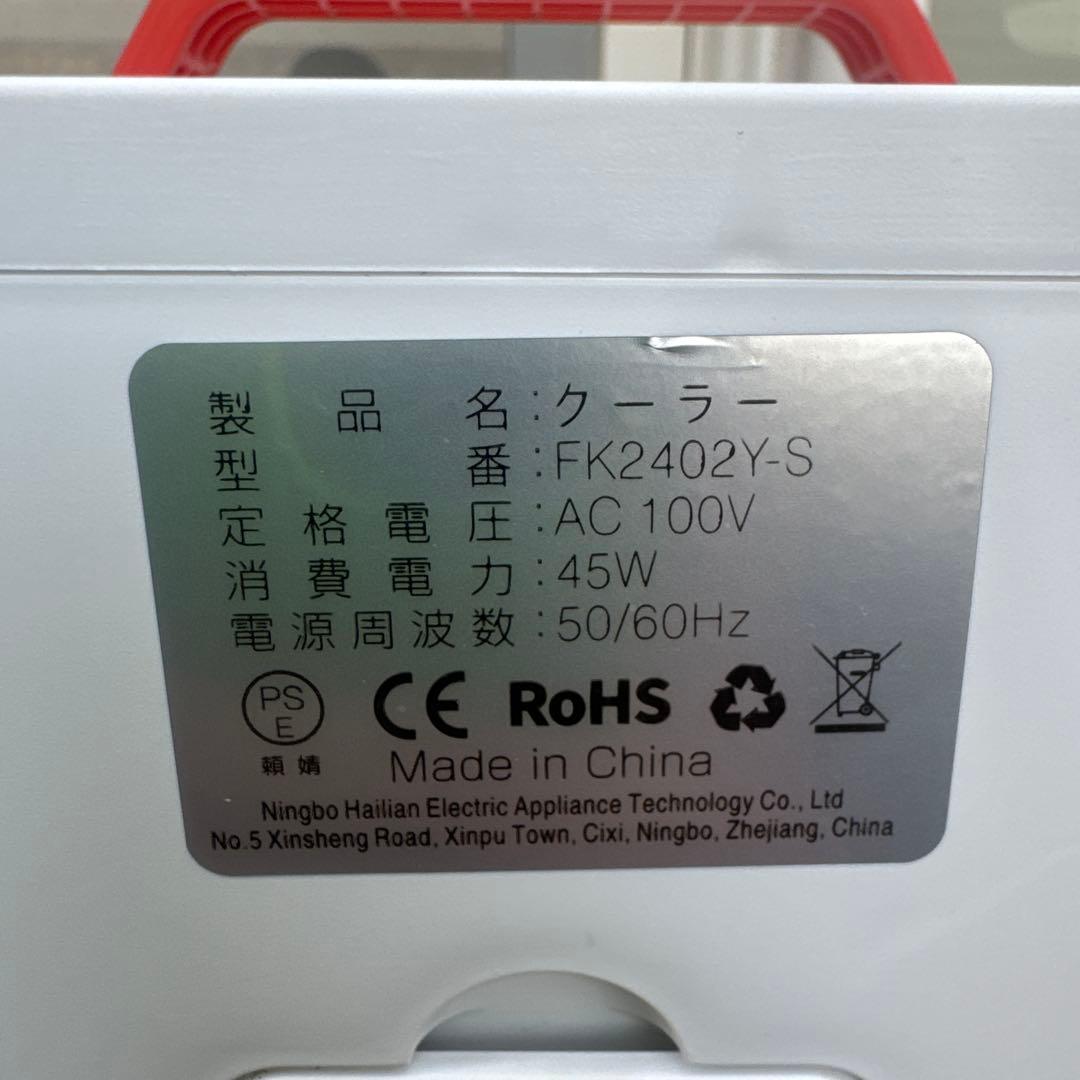 製品名:クーラー
型番:FK2402Y-S
定格電圧:AC 100V
消費電力:45W
電源周波数:50/60Hz
PS
E
頼婧
CE RoHS
Made in China
Ningbo Hailian Electric Appliance Technology Co., Ltd
No.5 Xinsheng Road, Xinpu Town, Cixi, Ningbo, Zhejiang, China